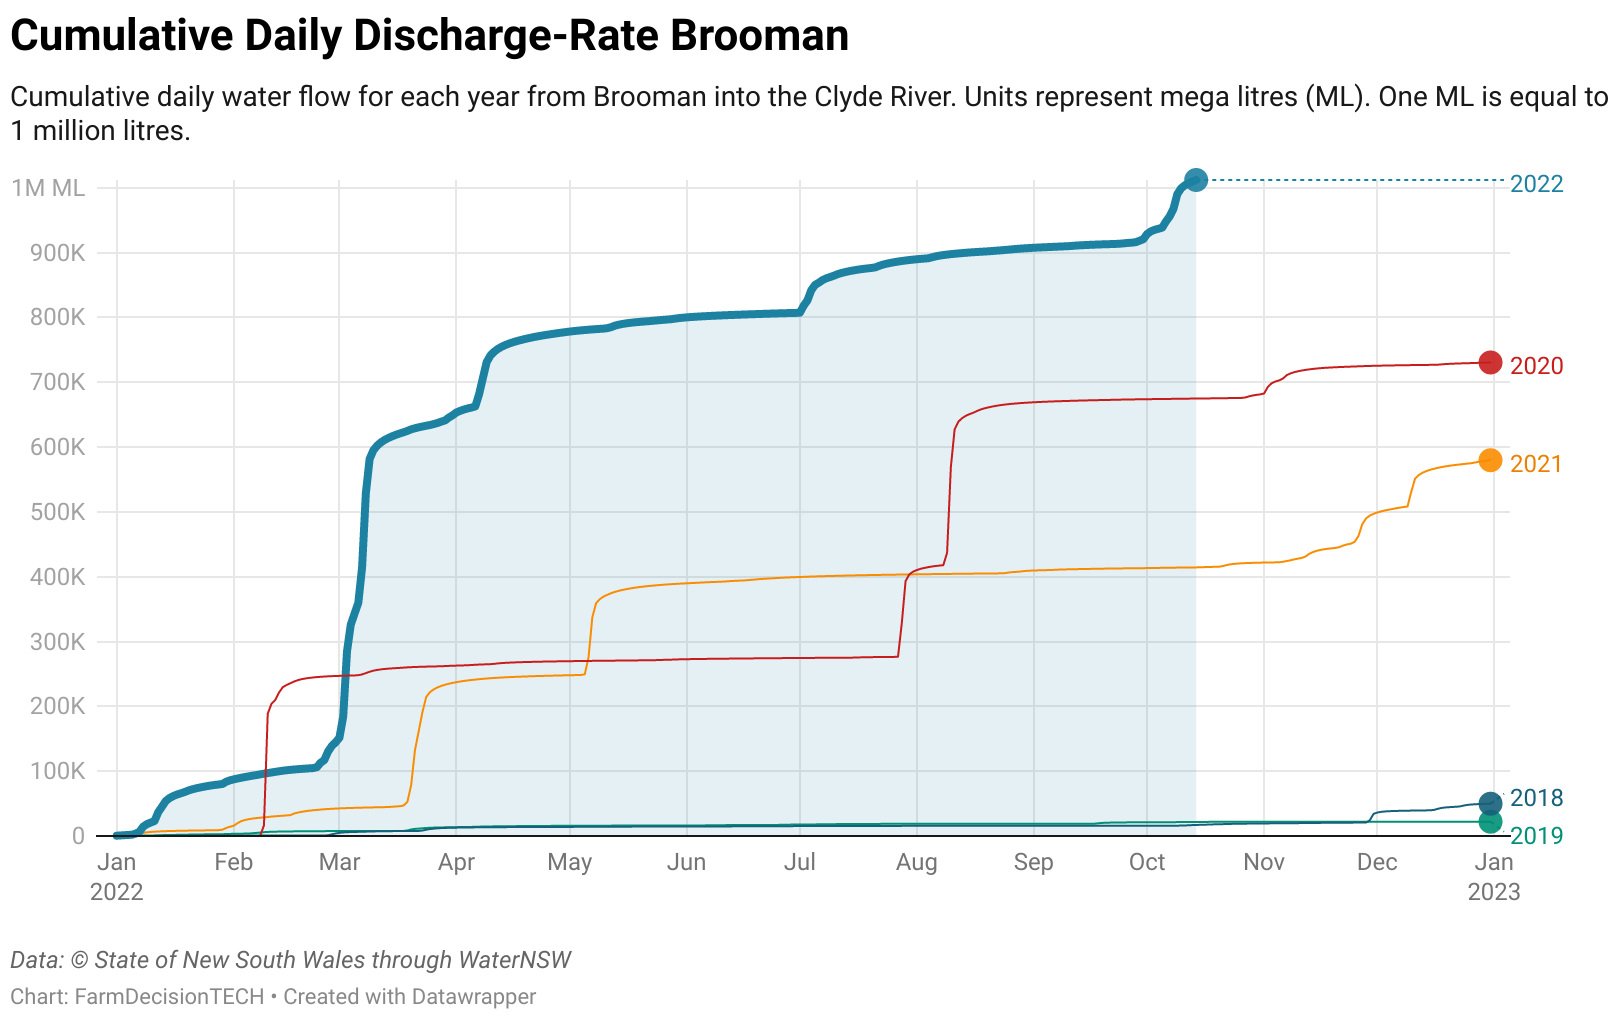 Cumulative Daily Discharge-Rate Brooman
Cumulative daily water flow for each year from Brooman into the Clyde River. Units represent mega litres (ML). One ML is equal to
1 million litres.
1M ML
900K
800K
700K
600K
500K
400K
300K
200K
100K
0
2022
2020
2021
2018
2019
Jan Feb Mar Apr May Jun Jul Aug Sep Oct Nov Dec Jan
2022 2023
Data: © State of New South Wales through WaterNSW
Chart: FarmDecisionTECH • Created with Datawrapper